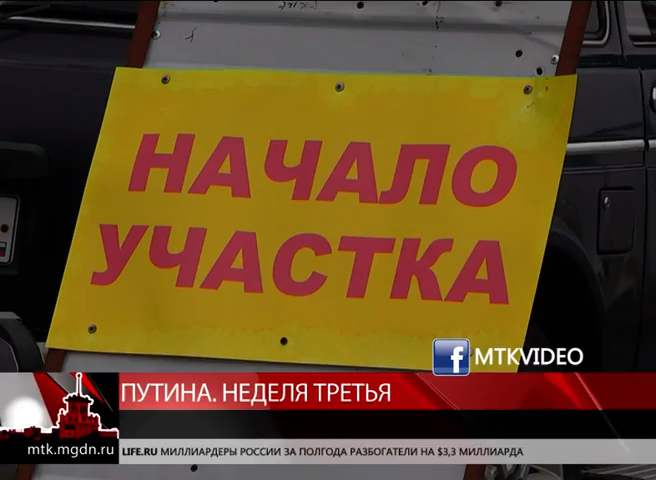 НАЧАЛО
УЧАСТКА
f MTKVIDEO
ПУТИНА. НЕДЕЛЯ ТРЕТЬЯ
mtk.mgdn.ru
LIFE.RU МИЛЛИАРДЕРЫ РОССИИ ЗА ПОЛГОДА РАЗБОГАТЕЛИ НА $3,3 МИЛЛИАРДА